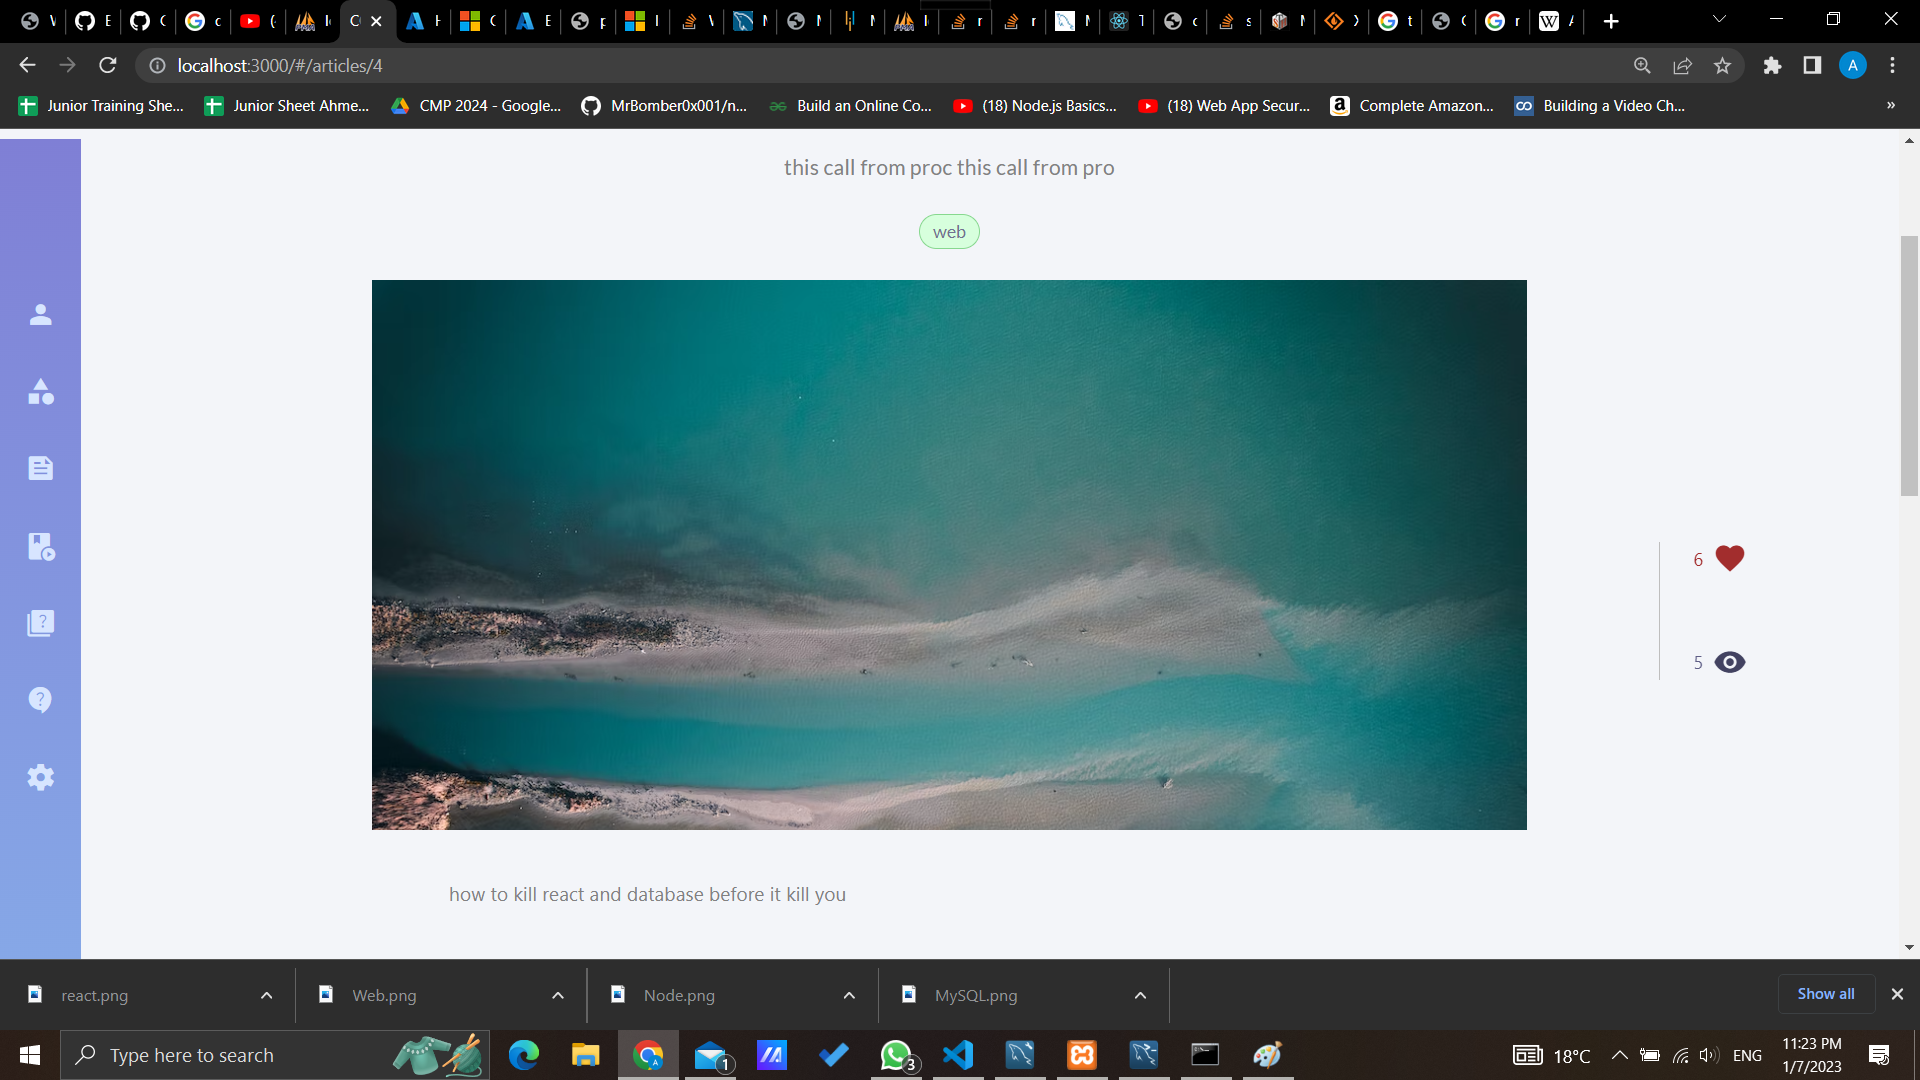 localhost:3000/#/articles/4
A
Junior Training She...
Junior Sheet Ahme...
CMP 2024 - Google...
MrBomber0x001/n...
Build an Online Co...
(18) Node.js Basics...
(18) Web App Secur...
Complete Amazon...
Building a Video Ch...
»
this call from proc this call from pro
web
6
5
how to kill react and database before it kill you
react.png
Web.png
Node.png
MySQL.png
Show all
Type here to search
1
3
18°C
ENG
11:23 PM
1/7/2023